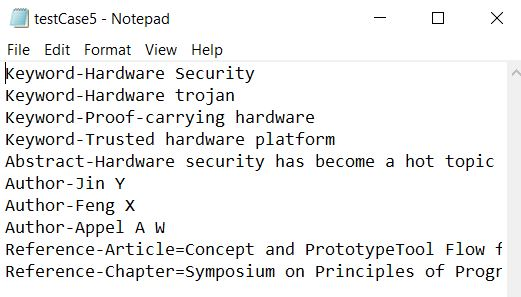 testCase5 - Notepad
File Edit Format View Help
Keyword-Hardware Security
Keyword-Hardware trojan
Keyword-Proof-carrying hardware
Keyword-Trusted hardware platform
Abstract-Hardware security has become a hot topic
Author-Jin Y
Author-Feng X
Author-Appel A W
Reference-Article=Concept and PrototypeTool Flow f
Reference-Chapter=Symposium on Principles of Progr